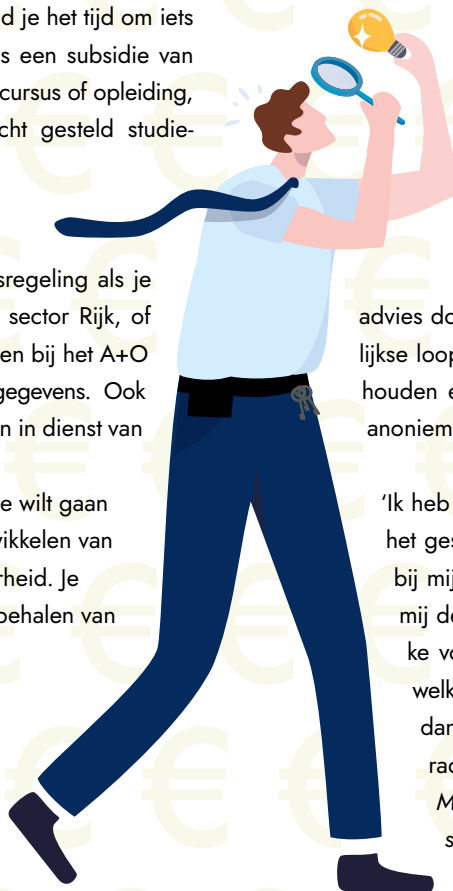 d je het tijd om iets
s een subsidie van
cursus of opleiding,
cht gesteld studie-
sregeling als je
sector Rijk, of
en bij het A+O
gegevens. Ook
n in dienst van
e wilt gaan
wikkelen van
rheid. Je
behalen van
advies do
lijkse loop
houden e
anoniem
‘Ik heb
het ges
bij mij
mij de
ke vo
welk
dan
rad
M
s